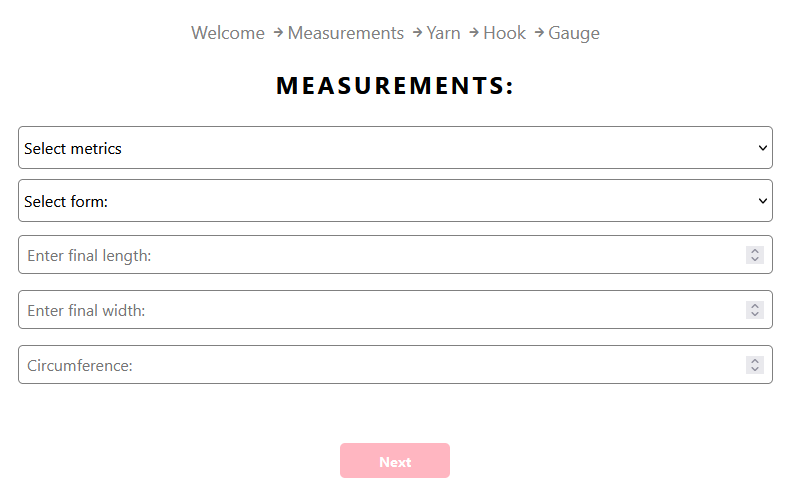 Welcome → Measurements → Yarn → Hook → Gauge
MEASUREMENTS:
Select metrics
Select form:
Enter final length:
Enter final width:
Circumference:
Next